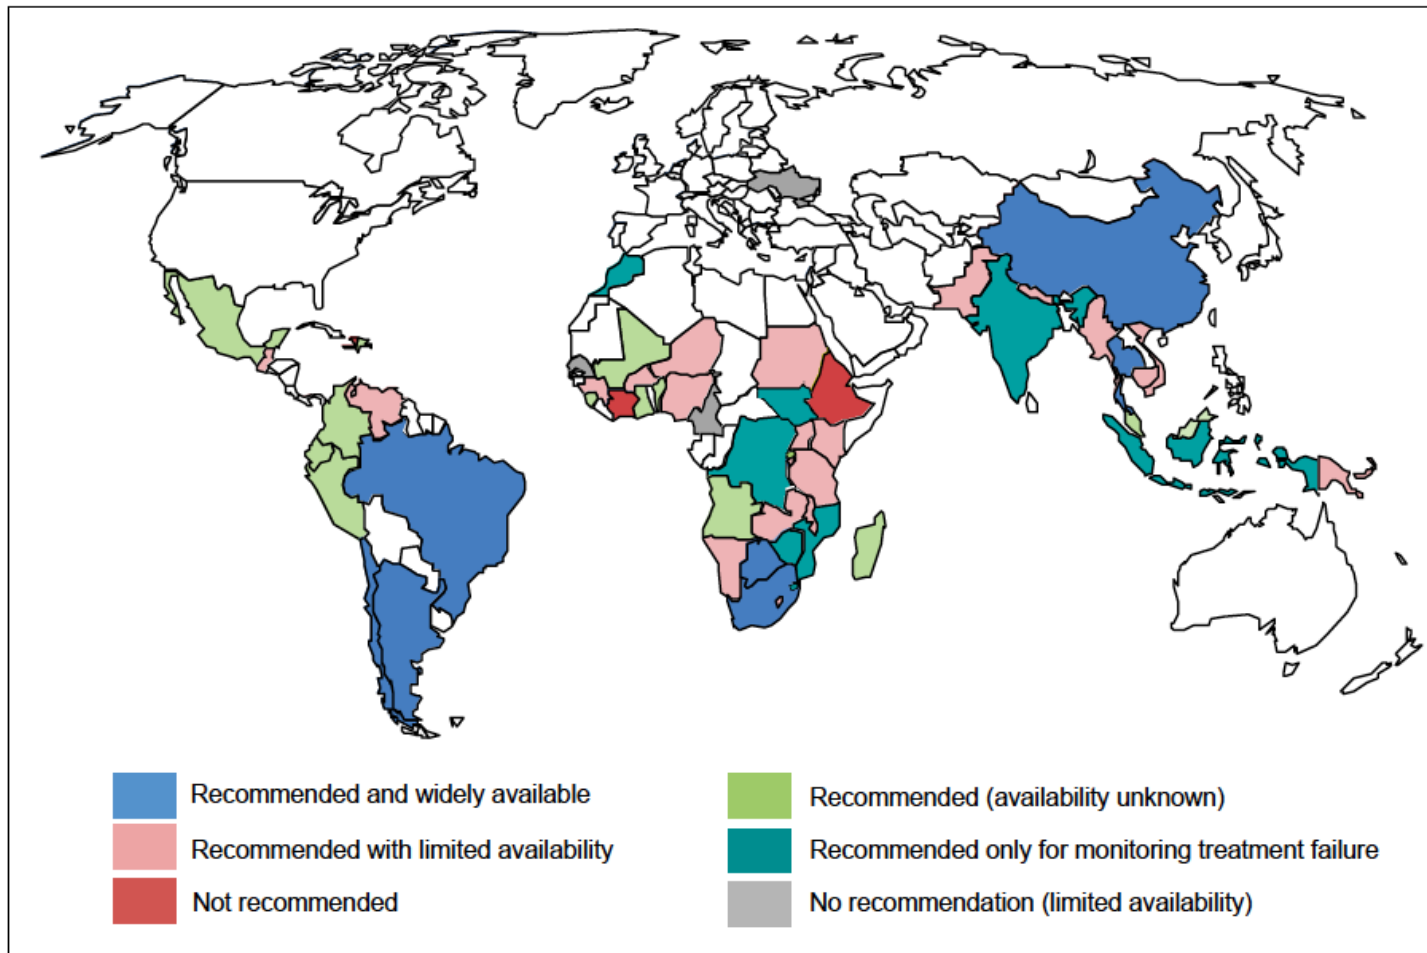 Recommended and widely available
Recommended with limited availability
Not recommended
Recommended (availability unknown)
Recommended only for monitoring treatment failure
No recommendation (limited availability)